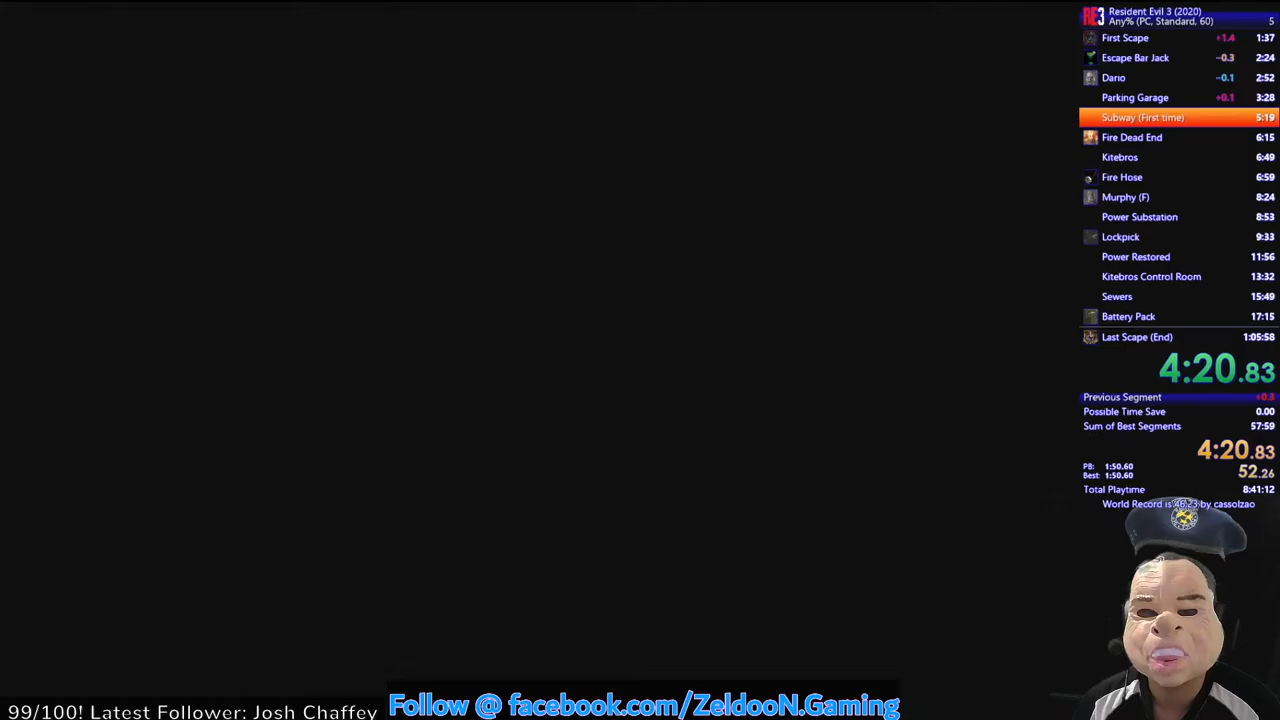 RE3 Resident Evil 3 (2020)
Any% (PC, Standard, 60) 5
First Scape +1.4 1:37
Escape Bar Jack −0.3 2:24
Dario −0.1 2:52
Parking Garage +0.1 3:28
Subway (First time) 5:19
Fire Dead End 6:15
Kitebros 6:49
Fire Hose 6:59
Murphy (F) 8:24
Power Substation 8:53
Lockpick 9:33
Power Restored 11:56
Kitebros Control Room 13:32
Sewers 15:49
Battery Pack 17:15
Last Scape (End) 1:05:58
4:20.83
Previous Segment +0.3
Possible Time Save 0.00
Sum of Best Segments 57:59
4:20.83
PB: 1:50.60
Best: 1:50.60
52.26
Total Playtime 8:41:12
World Record is 46:23 by cassolzao
99/100! Latest Follower: Josh Chaffey
Follow @ facebook.com/ZeldooN.Gaming